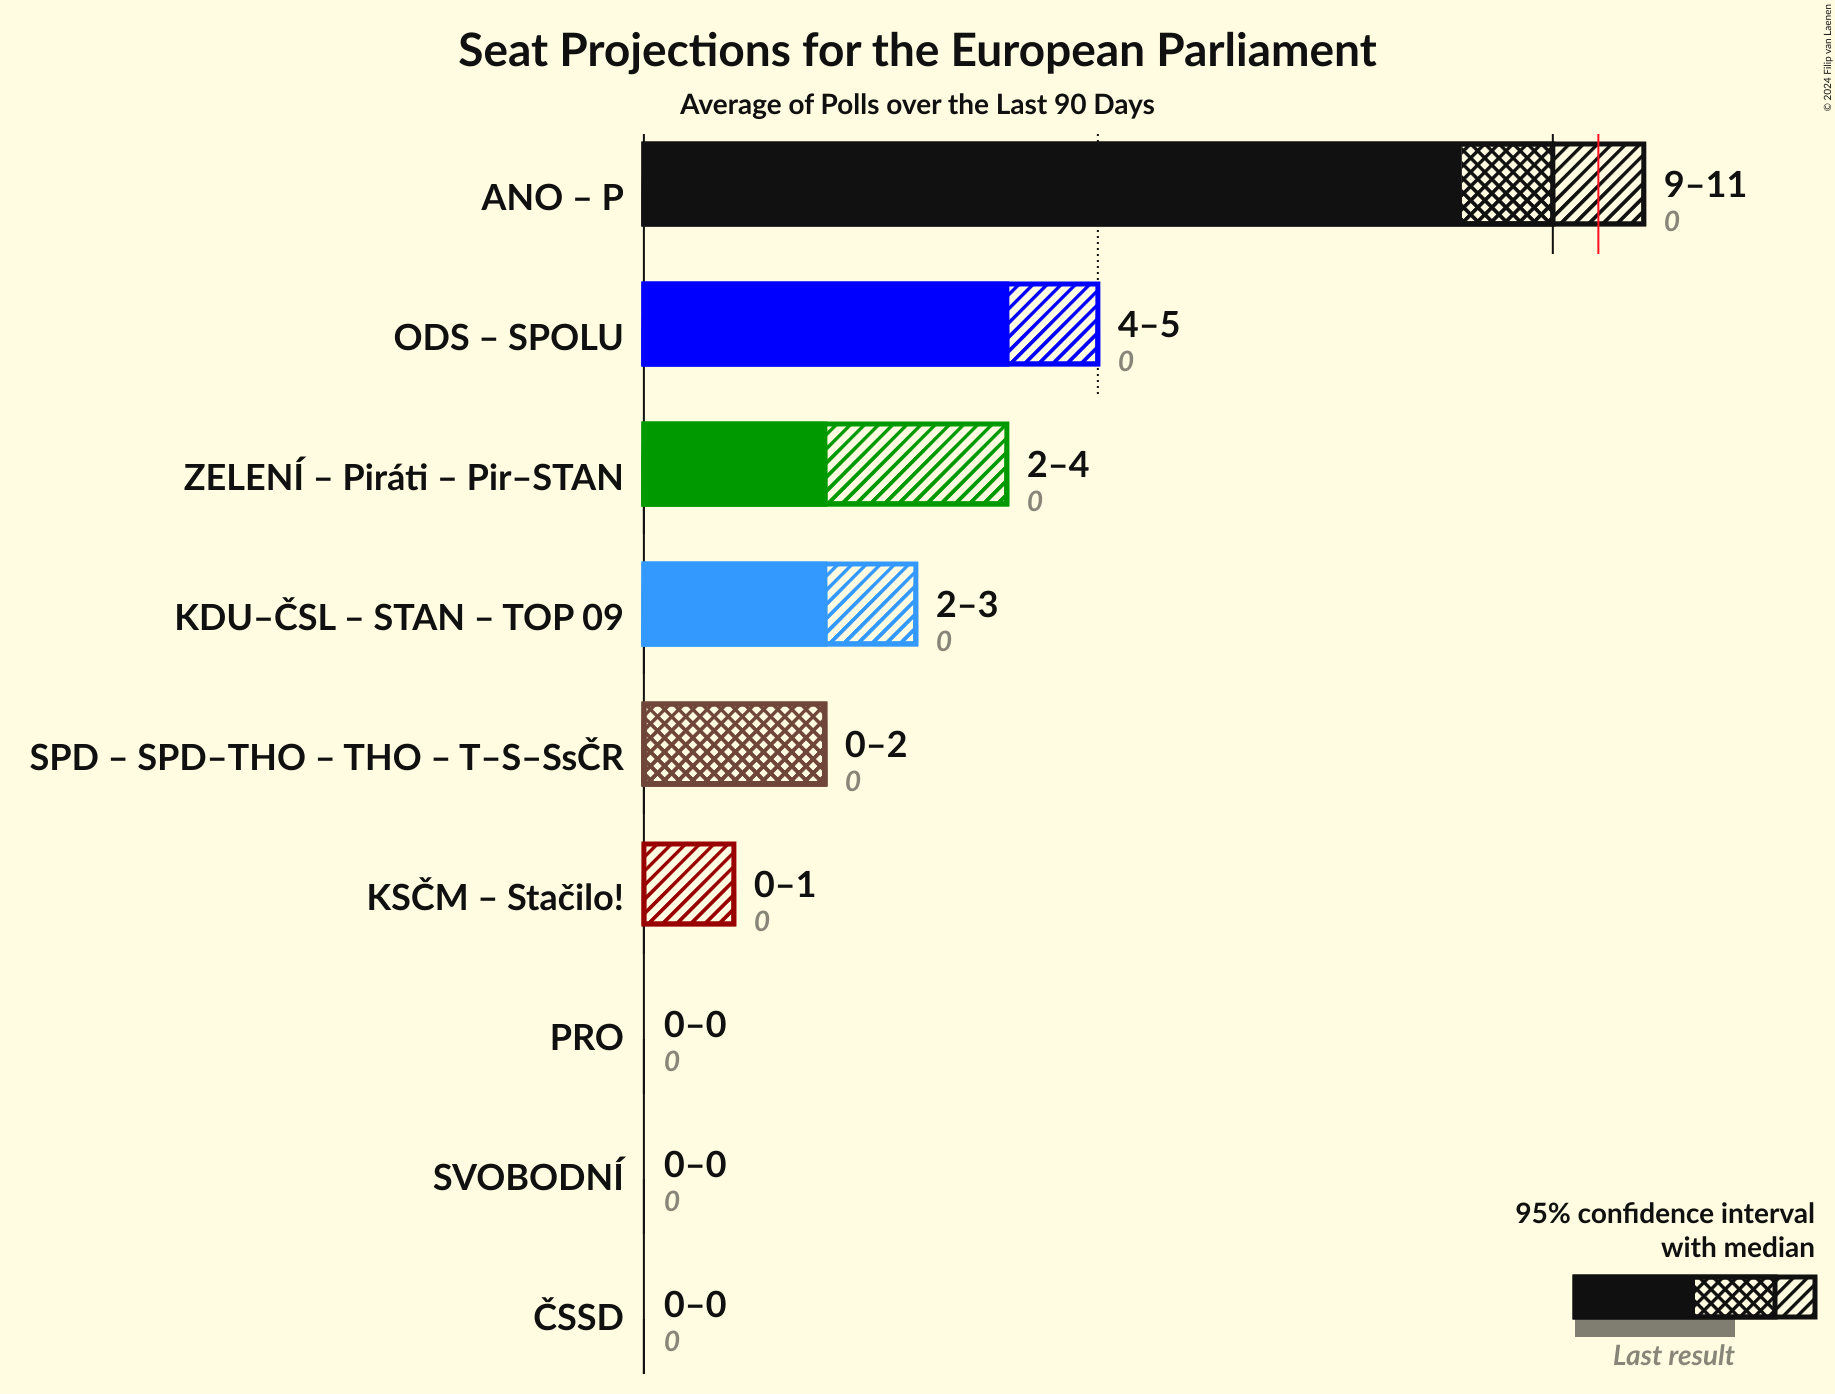 Seat Projections for the European Parliament
Average of Polls over the Last 90 Days
© 2024 Filip van Laenen
ANO – P
9–11
0
ODS – SPOLU
4–5
0
ZELENÍ – Piráti – Pir–STAN
2–4
0
KDU–ČSL – STAN – TOP 09
2–3
0
SPD – SPD–THO – THO – T–S–SsČR
0–2
0
KSČM – Stačilo!
0–1
0
PRO
0–0
0
SVOBODNÍ
0–0
0
ČSSD
0–0
0
95% confidence interval
with median
Last result